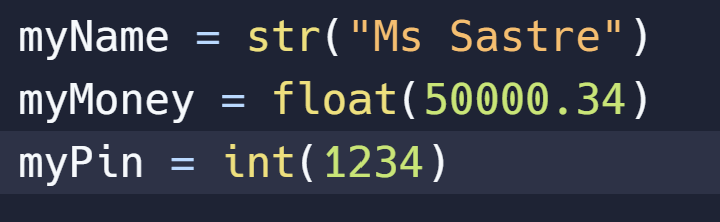 myName = str("Ms Sastre")
myMoney = float(50000.34)
myPin = int(1234)